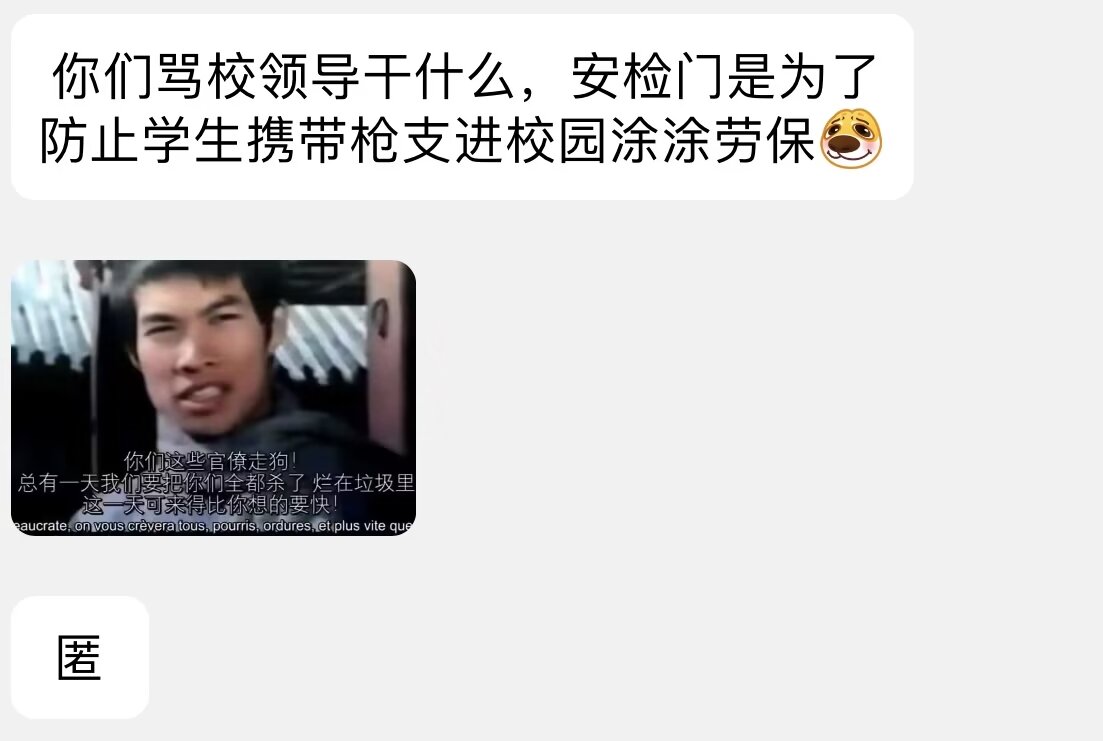 你们骂校领导干什么，安检门是为了
防止学生携带枪支进校园涂涂劳保
你们这些官僚走狗！
总有一天我们要把你们全都杀了 烂在垃圾里
这一天可来得比你想的要快！
eaucrate, on vous crèvera tous, pourris, ordures, et plus vite que
匿